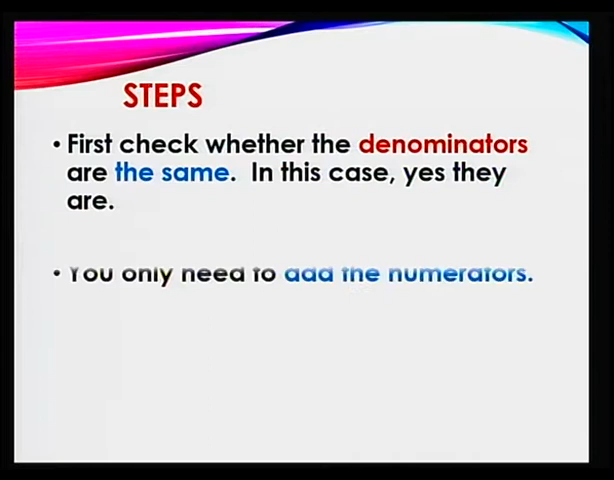 STEPS
• First check whether the denominators
are the same. In this case, yes they
are.
• You only need to add the numerators.